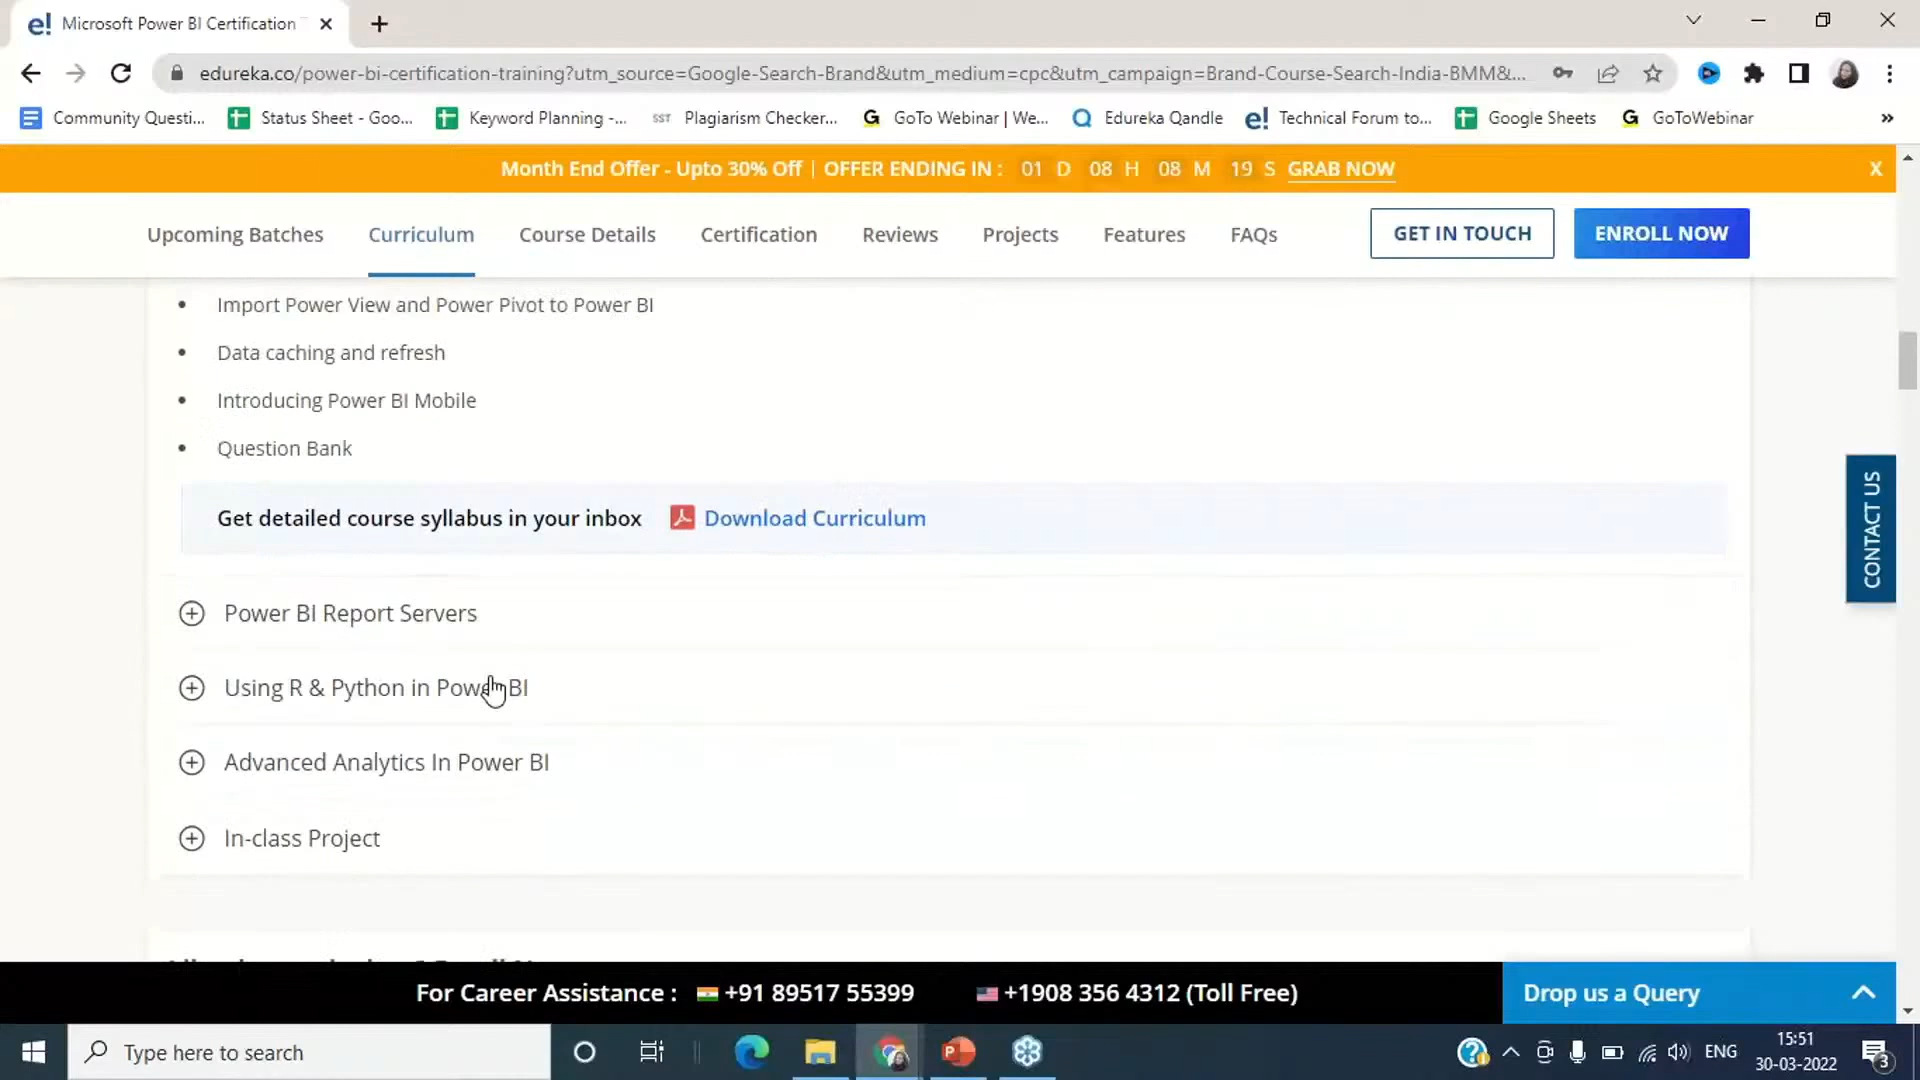 e! Microsoft Power BI Certification
edureka.co/power-bi-certification-training?utm_source=Google-Search-Brand&utm_medium=cpc&utm_campaign=Brand-Course-Search-India-BMM&...
Community Questi... Status Sheet - Goo... Keyword Planning -... SST Plagiarism Checker... GoTo Webinar | We... Edureka Qandle e! Technical Forum to... Google Sheets GoToWebinar »
Month End Offer - Upto 30% Off | OFFER ENDING IN : 01 D 08 H 08 M 19 S GRAB NOW X
Upcoming Batches Curriculum Course Details Certification Reviews Projects Features FAQs GET IN TOUCH ENROLL NOW
• Import Power View and Power Pivot to Power BI
• Data caching and refresh
• Introducing Power BI Mobile
• Question Bank
Get detailed course syllabus in your inbox Download Curriculum
CONTACT US
Power BI Report Servers
Using R & Python in Power BI
Advanced Analytics In Power BI
In-class Project
For Career Assistance : +91 89517 55399 +1908 356 4312 (Toll Free) Drop us a Query
Type here to search ENG 15:51
30-03-2022 3